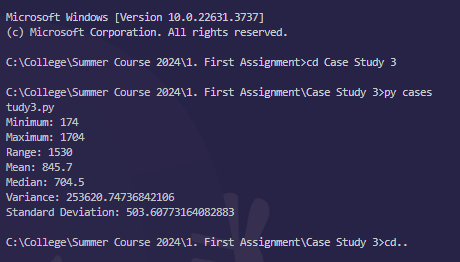 Microsoft Windows [Version 10.0.22631.3737]
(c) Microsoft Corporation. All rights reserved.
C:\College\Summer Course 2024\1. First Assignment>cd Case Study 3
C:\College\Summer Course 2024\1. First Assignment\Case Study 3>py cases
tudy3.py
Minimum: 174
Maximum: 1704
Range: 1530
Mean: 845.7
Median: 704.5
Variance: 253620.74736842106
Standard Deviation: 503.60773164082883
C:\College\Summer Course 2024\1. First Assignment\Case Study 3>cd..